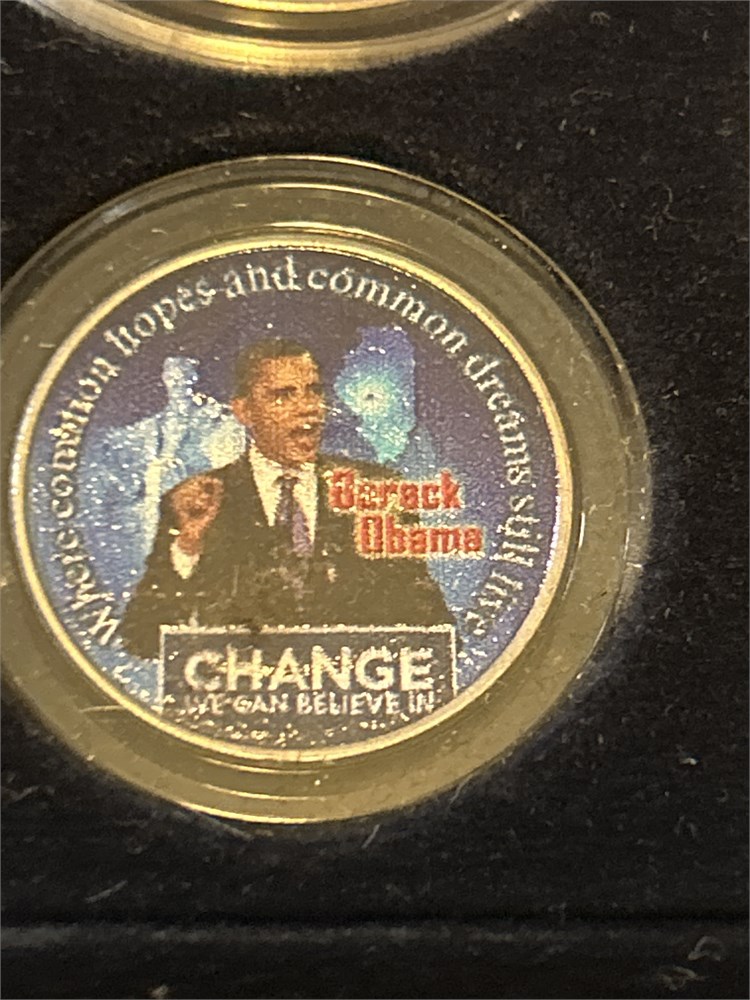 Where common hopes and common dreams still live
Barack
Obama
CHANGE
WE CAN BELIEVE IN